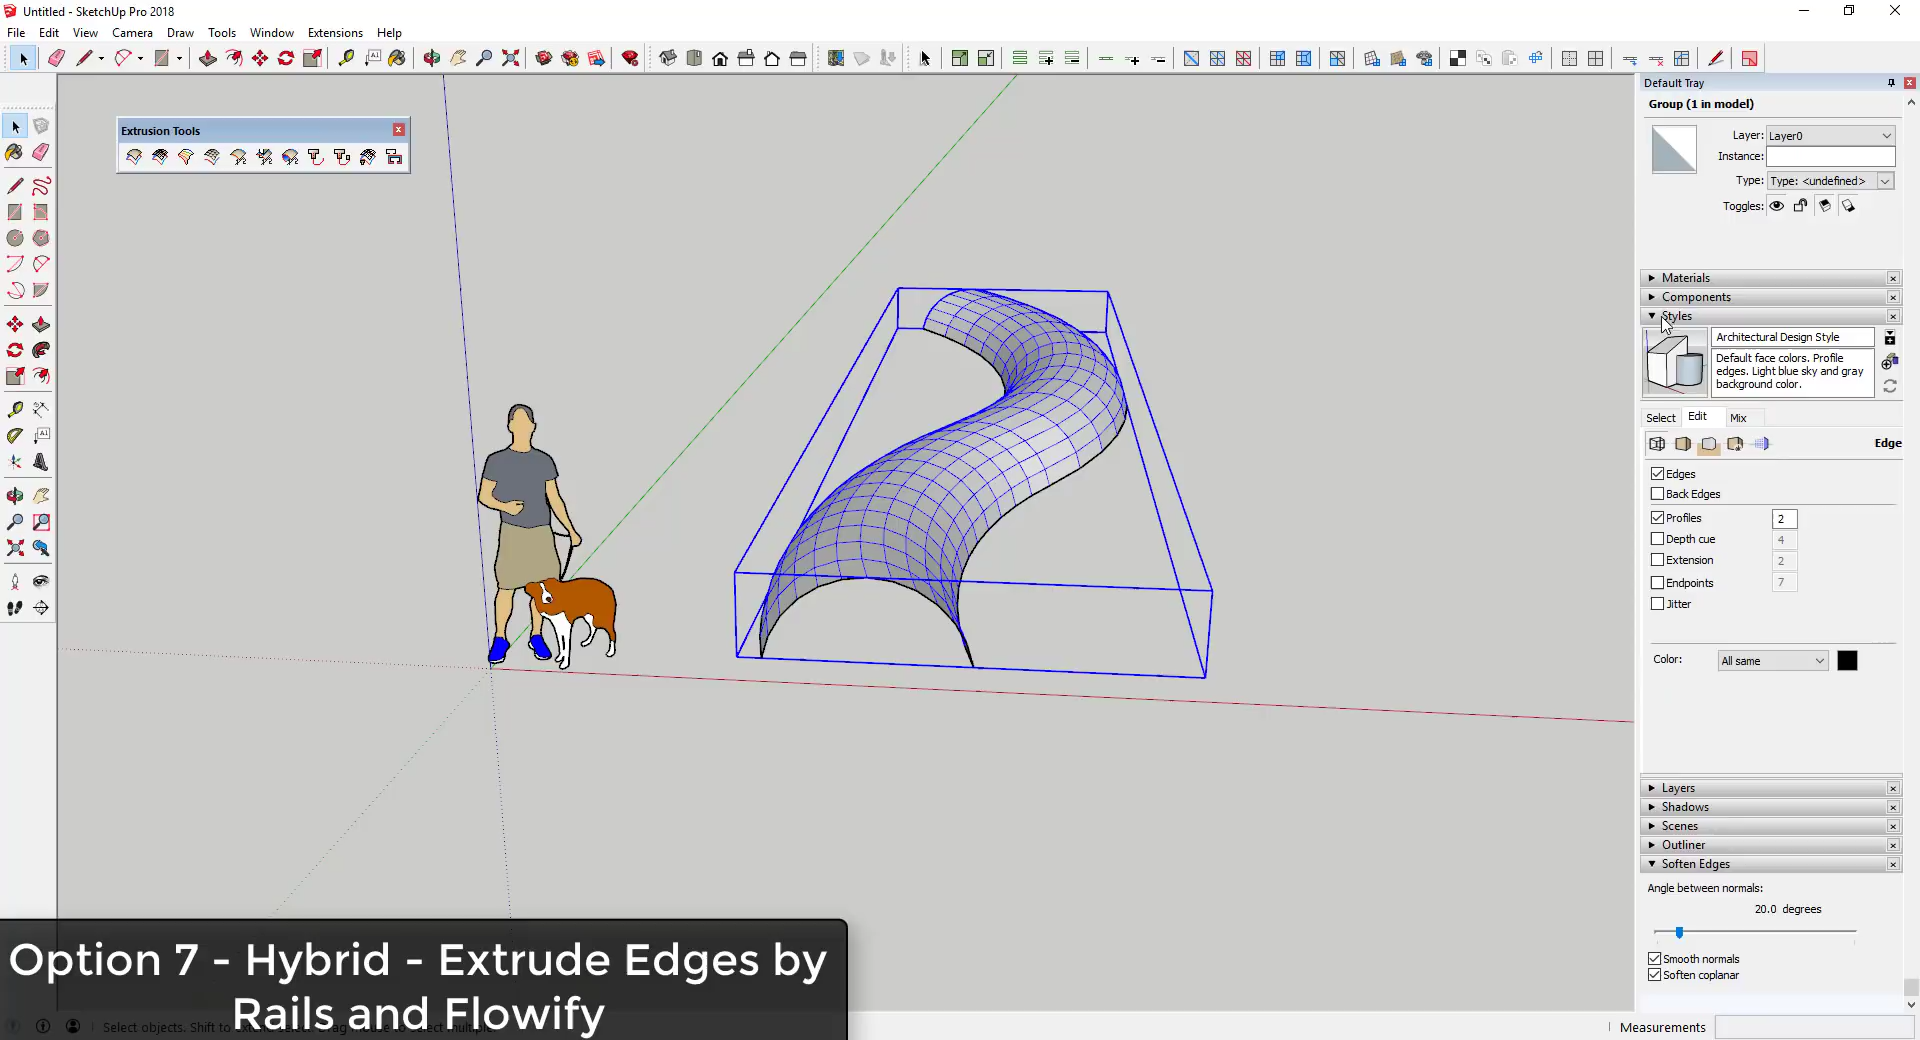 Untitled - SketchUp Pro 2018
File Edit View Camera Draw Tools Window Extensions Help
Extrusion Tools
Default Tray
Group (1 in model)
Layer: Layer0
Instance:
Type: Type: <undefined>
Toggles:
Materials
Components
Styles
Architectural Design Style
Default face colors. Profile
edges. Light blue sky and gray
background color.
Select Edit Mix
Edge
Edges
Back Edges
Profiles 2
Depth cue 4
Extension 2
Endpoints 7
Jitter
Color: All same
Layers
Shadows
Scenes
Outliner
Soften Edges
Angle between normals:
20.0 degrees
Smooth normals
Soften coplanar
Option 7 - Hybrid - Extrude Edges by
Rails and Flowify
Select objects. Shift to
Measurements